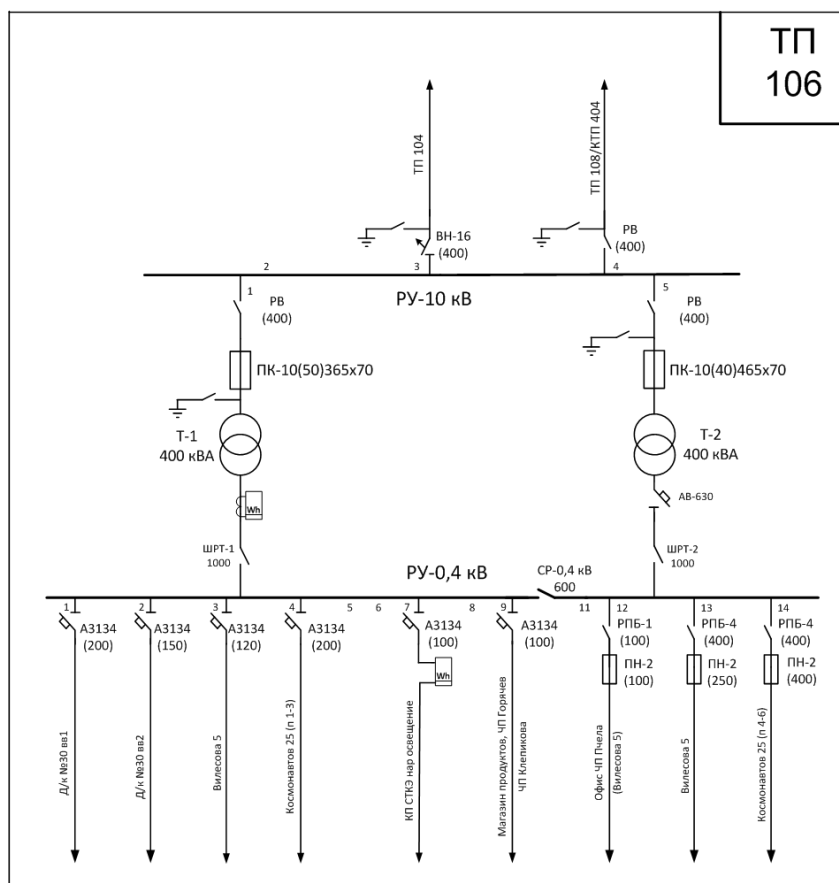 ТП
106
ТП 104
ТП 108/КТП 404
ВН-16
(400)
РВ
(400)
2
3
4
РУ-10 кВ
1
РВ
(400)
5
РВ
(400)
ПК-10(50)365х70
ПК-10(40)465х70
Т-1
400 кВА
Т-2
400 кВА
Wh
АВ-630
ШРТ-1
1000
ШРТ-2
1000
РУ-0,4 кВ
СР-0,4 кВ
600
1
2
3
4
5
6
7
8
9
11
12
13
14
А3134
(200)
А3134
(150)
А3134
(120)
А3134
(200)
А3134
(100)
А3134
(100)
РПБ-1
(100)
РПБ-4
(400)
РПБ-4
(400)
ПН-2
(100)
ПН-2
(250)
ПН-2
(400)
Wh
Д/к №30 вв1
Д/к №30 вв2
Вилесова 5
Космонавтов 25 (п 1-3)
КП СТКЭ нар освещение
Магазин продуктов, ЧП Горячев
ЧП Клепикова
Офис ЧП Пчела
(Вилесова 5)
Вилесова 5
Космонавтов 25 (п 4-6)